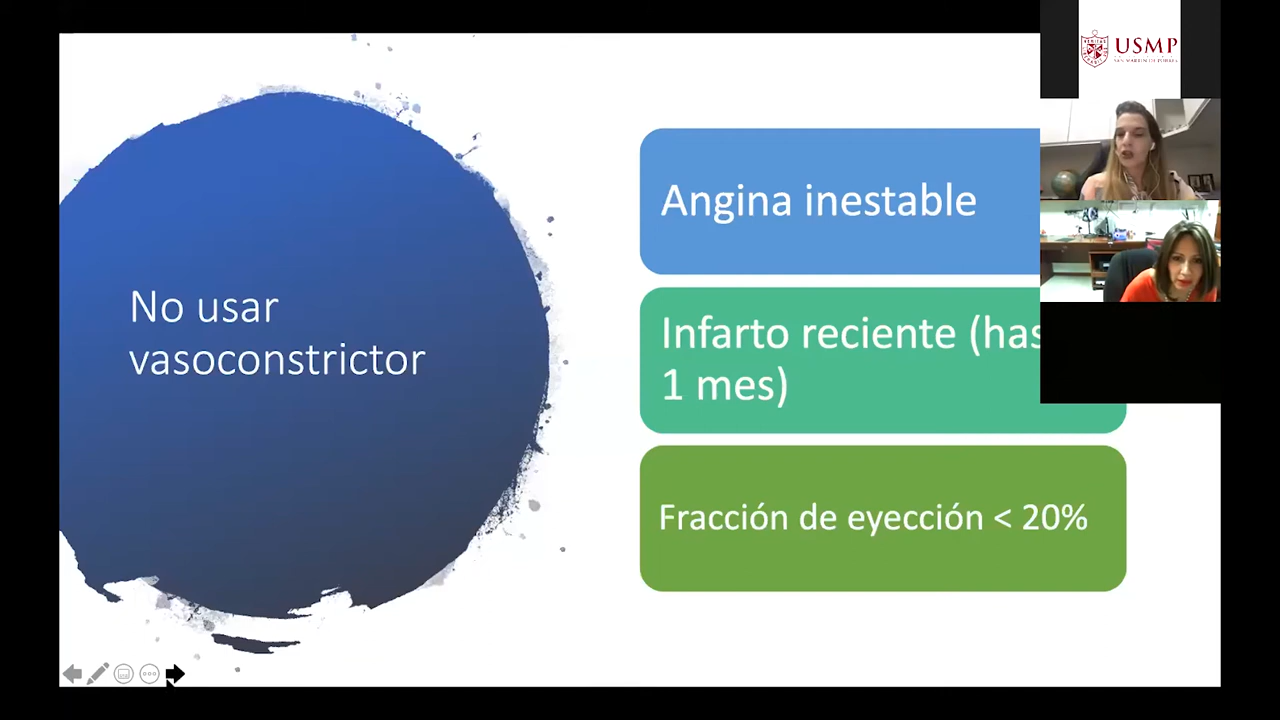 No usar
vasoconstrictor
Angina inestable
Infarto reciente (has
1 mes)
Fracción de eyección < 20%
USMP